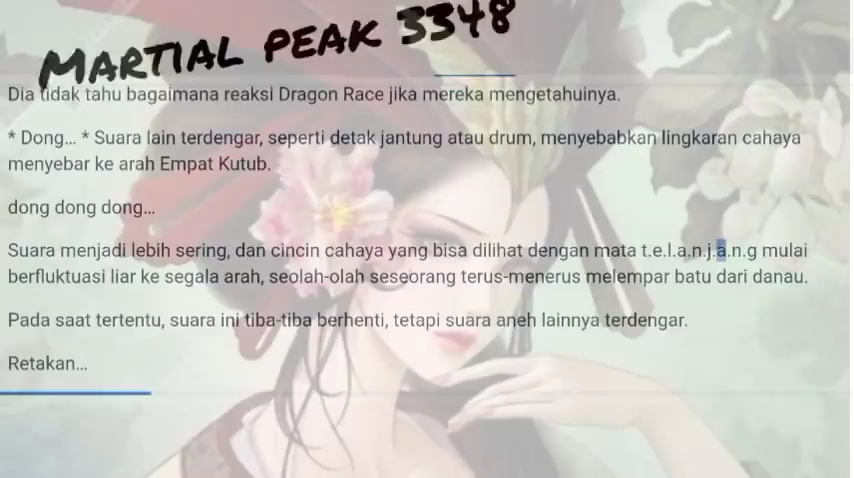 MARTIAL PEAK 3348
Dia tidak tahu bagaimana reaksi Dragon Race jika mereka mengetahuinya.
* Dong... * Suara lain terdengar, seperti detak jantung atau drum, menyebabkan lingkaran cahaya
menyebar ke arah Empat Kutub.
dong dong dong...
Suara menjadi lebih sering, dan cincin cahaya yang bisa dilihat dengan mata t.e.l.a.n.j.a.n.g mulai
berfluktuasi liar ke segala arah, seolah-olah seseorang terus-menerus melempar batu dari danau.
Pada saat tertentu, suara ini tiba-tiba berhenti, tetapi suara aneh lainnya terdengar.
Retakan...